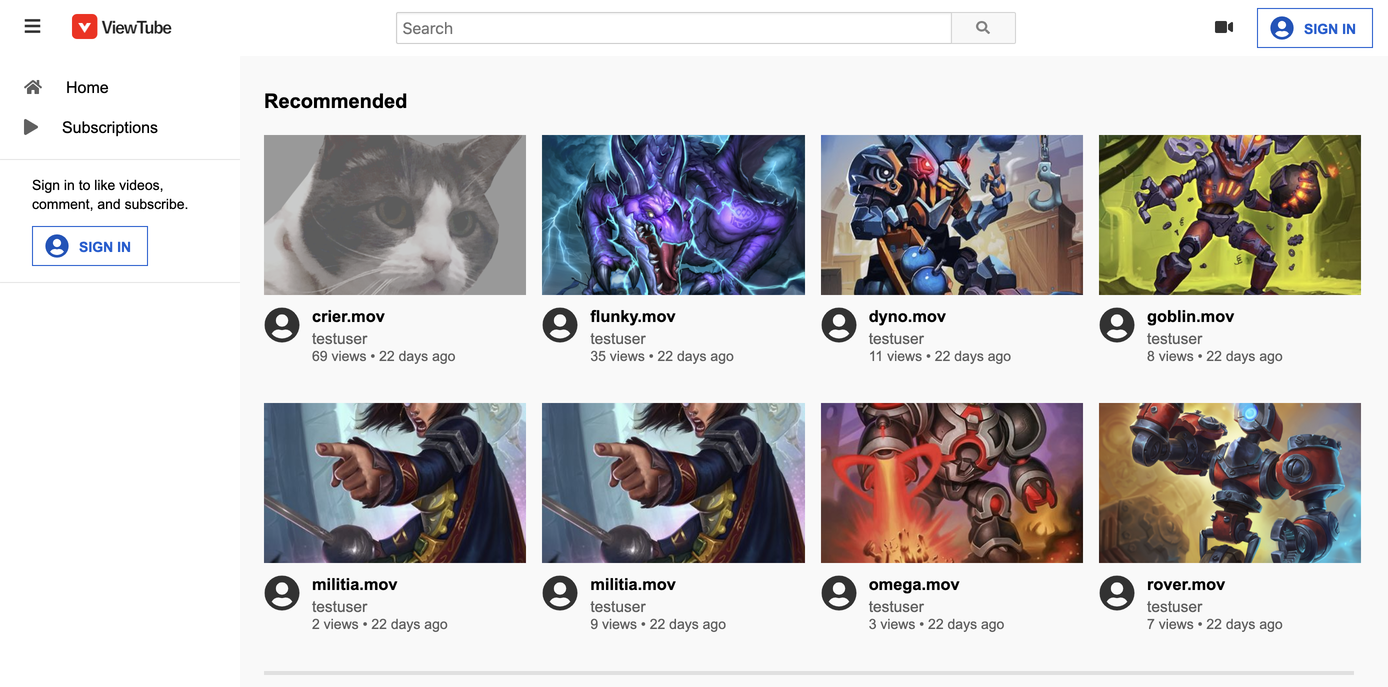 ViewTube
Search
SIGN IN
Home
Subscriptions
Sign in to like videos,
comment, and subscribe.
SIGN IN
Recommended
crier.mov
testuser
69 views • 22 days ago
flunky.mov
testuser
35 views • 22 days ago
dyno.mov
testuser
11 views • 22 days ago
goblin.mov
testuser
8 views • 22 days ago
militia.mov
testuser
2 views • 22 days ago
militia.mov
testuser
9 views • 22 days ago
omega.mov
testuser
3 views • 22 days ago
rover.mov
testuser
7 views • 22 days ago